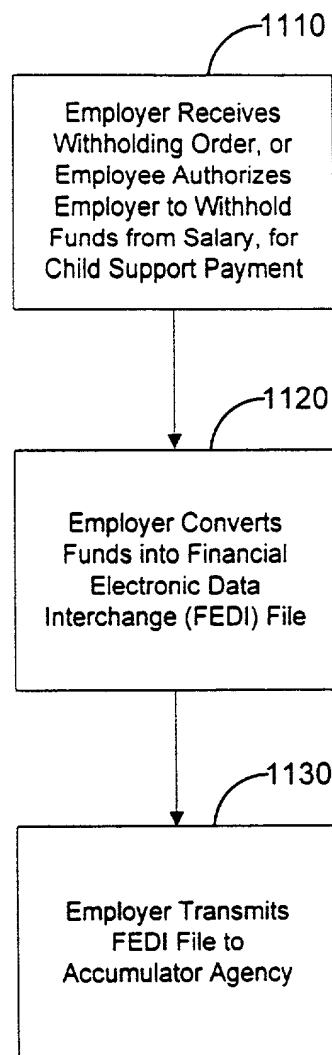 1110
Employer Receives
Withholding Order, or
Employee Authorizes
Employer to Withhold
Funds from Salary, for
Child Support Payment
1120
Employer Converts
Funds into Financial
Electronic Data
Interchange (FEDI) File
1130
Employer Transmits
FEDI File to
Accumulator Agency